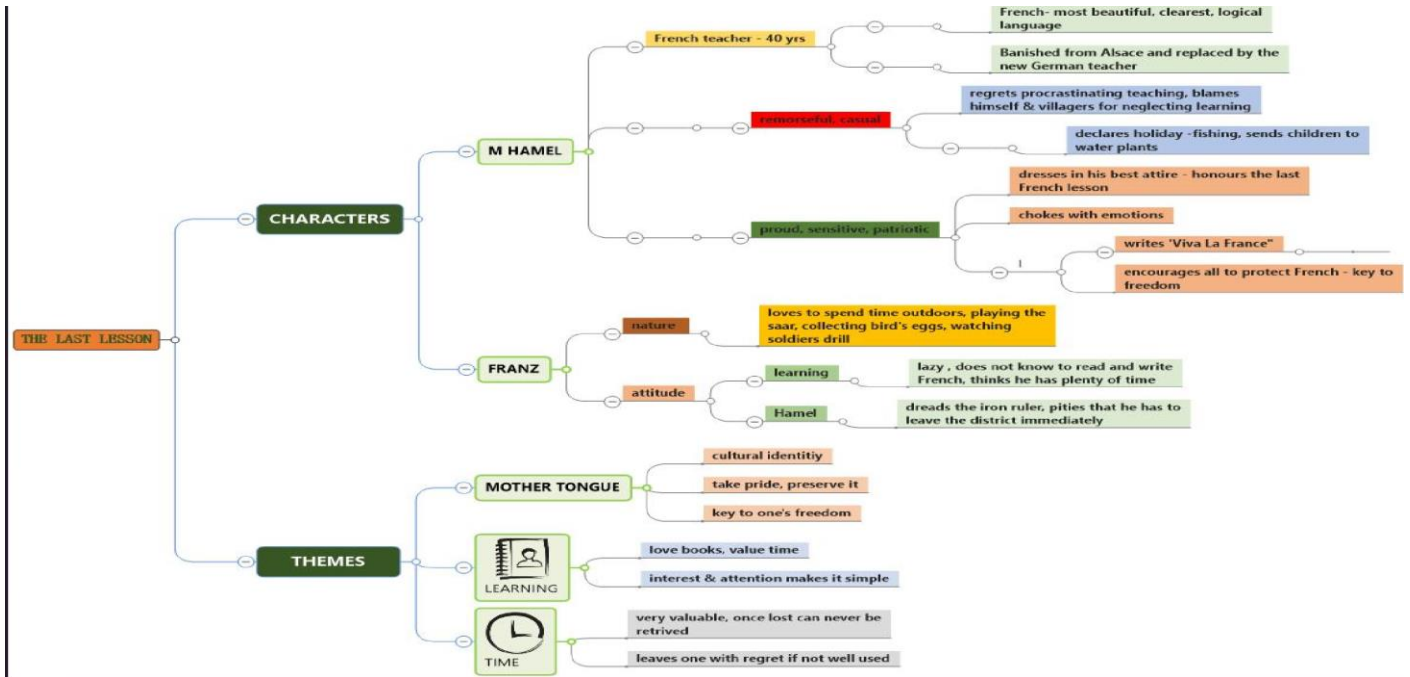 THE LAST LESSON
CHARACTERS
M HAMEL
French teacher - 40 yrs
French- most beautiful, clearest, logical
language
Banished from Alsace and replaced by the
new German teacher
remorseful, casual
regrets procrastinating teaching, blames
himself & villagers for neglecting learning
declares holiday -fishing, sends children to
water plants
proud, sensitive, patriotic
dresses in his best attire - honours the last
French lesson
chokes with emotions
writes 'Viva La France"
encourages all to protect French - key to
freedom
FRANZ
nature
loves to spend time outdoors, playing the
saar, collecting bird's eggs, watching
soldiers drill
attitude
learning
lazy , does not know to read and write
French, thinks he has plenty of time
Hamel
dreads the iron ruler, pities that he has to
leave the district immediately
THEMES
MOTHER TONGUE
cultural identitiy
take pride, preserve it
key to one's freedom
LEARNING
love books, value time
interest & attention makes it simple
TIME
very valuable, once lost can never be
retrived
leaves one with regret if not well used